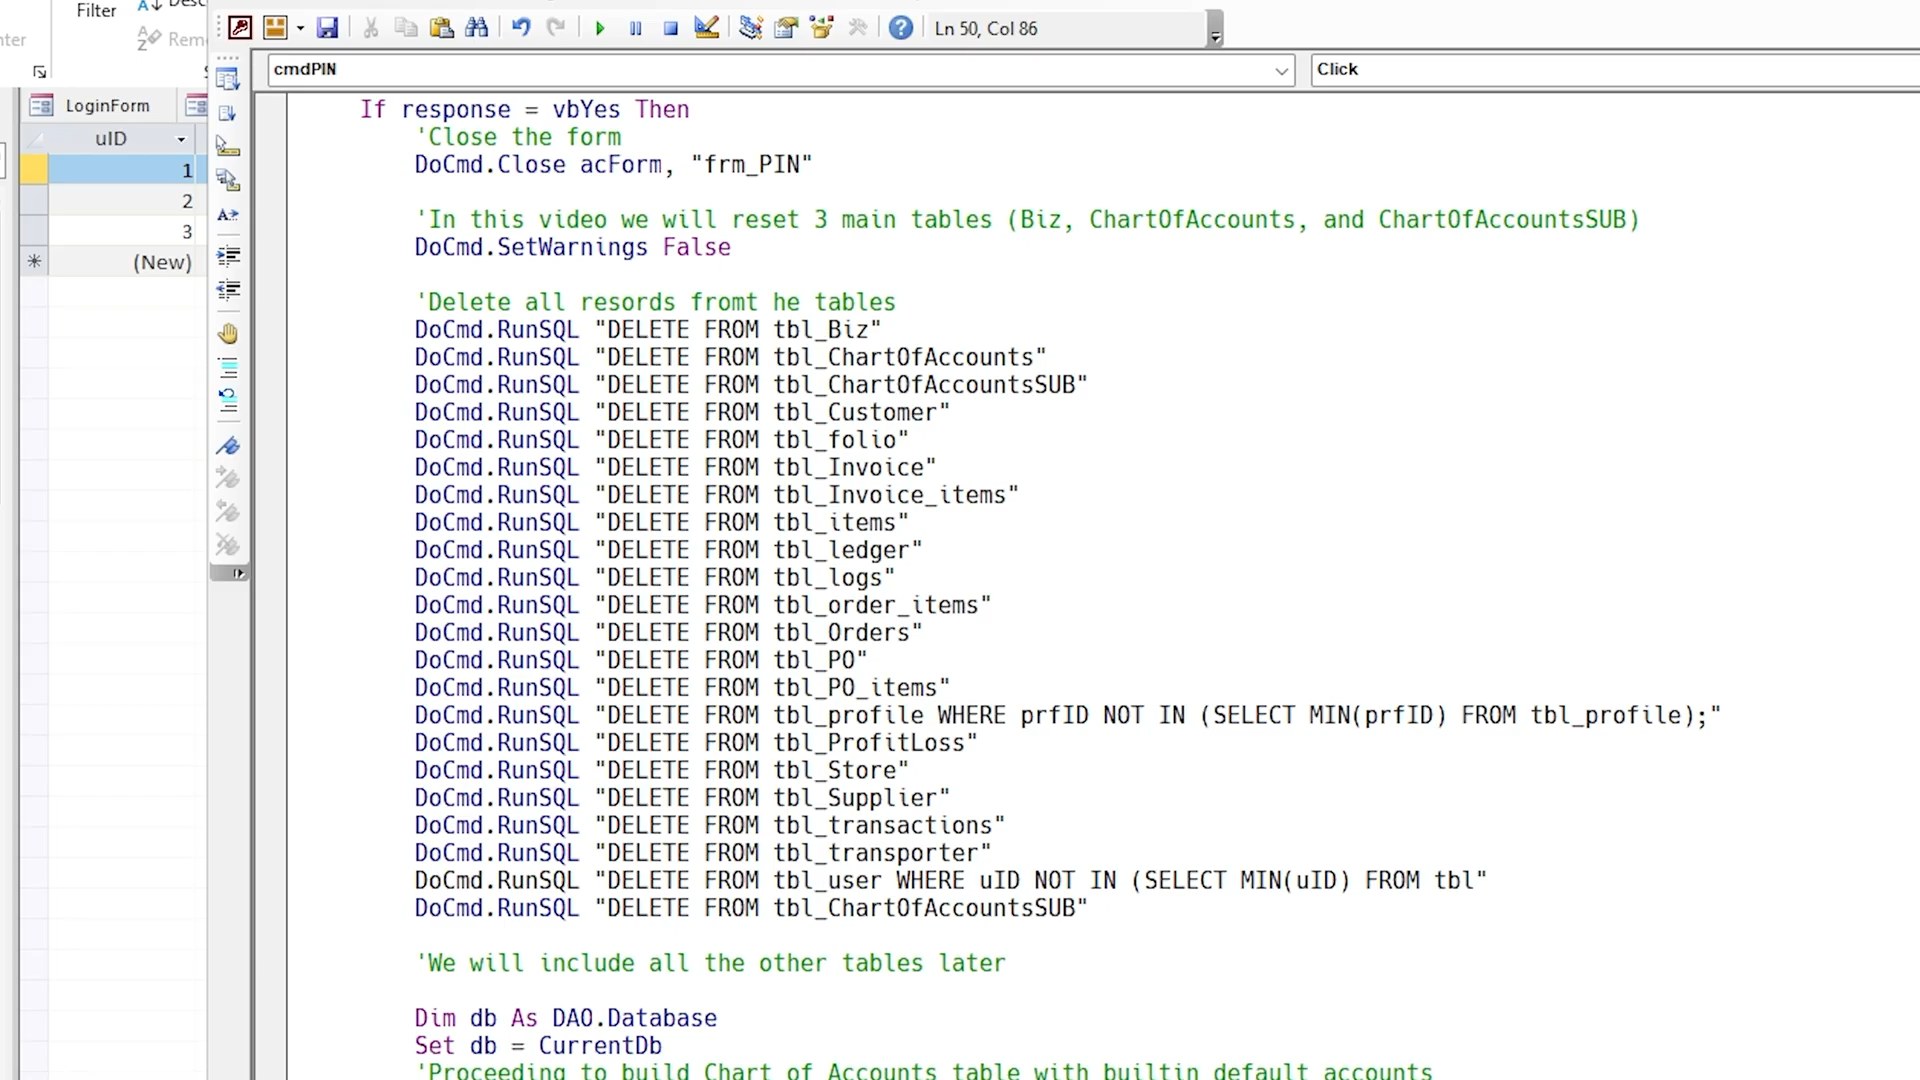 Filter
Rem
Ln 50, Col 86
cmdPIN
Click
LoginForm
uID
1
2
3
(New)
If response = vbYes Then
'Close the form
DoCmd.Close acForm, "frm_PIN"
'In this video we will reset 3 main tables (Biz, ChartOfAccounts, and ChartOfAccountsSUB)
DoCmd.SetWarnings False
'Delete all resords fromt he tables
DoCmd.RunSQL "DELETE FROM tbl_Biz"
DoCmd.RunSQL "DELETE FROM tbl_ChartOfAccounts"
DoCmd.RunSQL "DELETE FROM tbl_ChartOfAccountsSUB"
DoCmd.RunSQL "DELETE FROM tbl_Customer"
DoCmd.RunSQL "DELETE FROM tbl_folio"
DoCmd.RunSQL "DELETE FROM tbl_Invoice"
DoCmd.RunSQL "DELETE FROM tbl_Invoice_items"
DoCmd.RunSQL "DELETE FROM tbl_items"
DoCmd.RunSQL "DELETE FROM tbl_ledger"
DoCmd.RunSQL "DELETE FROM tbl_logs"
DoCmd.RunSQL "DELETE FROM tbl_order_items"
DoCmd.RunSQL "DELETE FROM tbl_Orders"
DoCmd.RunSQL "DELETE FROM tbl_PO"
DoCmd.RunSQL "DELETE FROM tbl_PO_items"
DoCmd.RunSQL "DELETE FROM tbl_profile WHERE prfID NOT IN (SELECT MIN(prfID) FROM tbl_profile);"
DoCmd.RunSQL "DELETE FROM tbl_ProfitLoss"
DoCmd.RunSQL "DELETE FROM tbl_Store"
DoCmd.RunSQL "DELETE FROM tbl_Supplier"
DoCmd.RunSQL "DELETE FROM tbl_transactions"
DoCmd.RunSQL "DELETE FROM tbl_transporter"
DoCmd.RunSQL "DELETE FROM tbl_user WHERE uID NOT IN (SELECT MIN(uID) FROM tbl"
DoCmd.RunSQL "DELETE FROM tbl_ChartOfAccountsSUB"
'We will include all the other tables later
Dim db As DAO.Database
Set db = CurrentDb
'Proceeding to build Chart of Accounts table with builtin default accounts